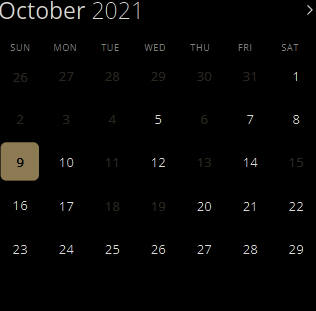 October 2021
SUN MON TUE WED THU FRI SAT
26 27 28 29 30 31 1
2 3 4 5 6 7 8
9 10 11 12 13 14 15
16 17 18 19 20 21 22
23 24 25 26 27 28 29